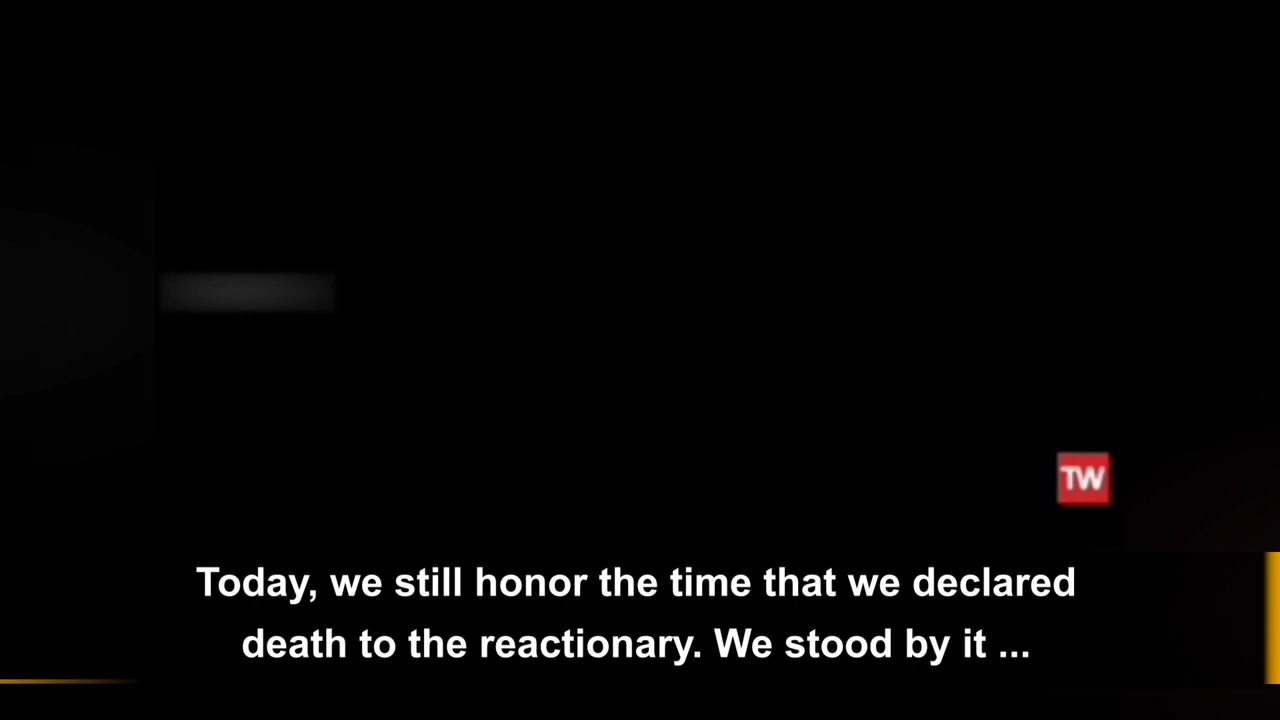 TW
Today, we still honor the time that we declared
death to the reactionary. We stood by it ...